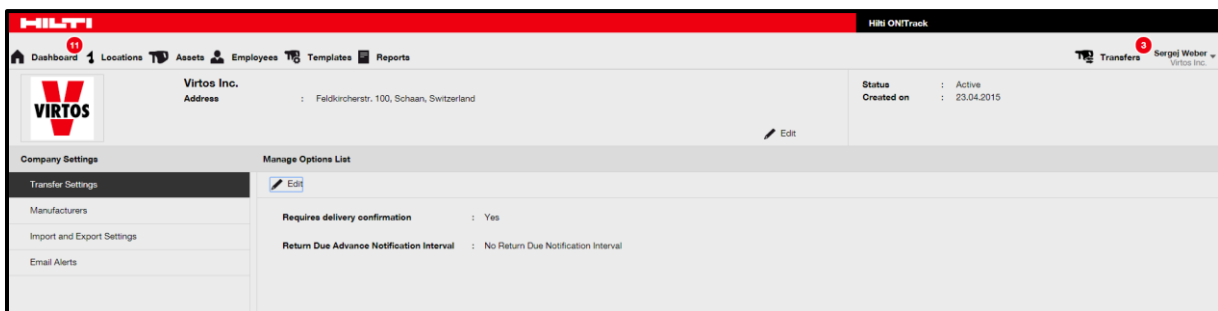 HILTI
Hilti ON!Track
11
3
Dashboard Locations Assets Employees Templates Reports
Transfers
Sergej Weber
Virtos Inc.
VIRTOS
Virtos Inc.
Address : Feldkircherstr. 100, Schaan, Switzerland
Edit
Status : Active
Created on : 23.04.2015
Company Settings
Manage Options List
Transfer Settings
Edit
Manufacturers
Import and Export Settings
Email Alerts
Requires delivery confirmation : Yes
Return Due Advance Notification Interval : No Return Due Notification Interval